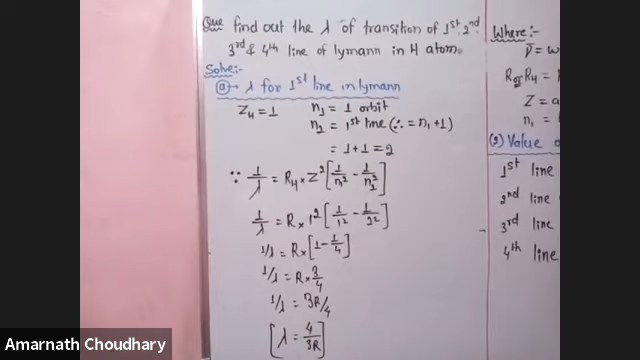 Que find out the λ of transition of 1st 2nd
3rd & 4th line of lymann in H atom.
Solve:-
ⓐ→ λ for 1st line in lymann
Z_H = 1 n₁ = 1 orbit
n₂ = 1st line (∴ = n₁+1)
= 1+1 = 2
∵ 1/λ = R_H × Z² [1/n₁² - 1/n₂²]
1/λ = R × 1² [1/1² - 1/2²]
1/λ = R × [1 - 1/4]
1/λ = R × 3/4
1/λ = 3R/4
[λ = 4/3R]
Where:-
ν̄ = w
R or R_H =
Z = a
n₁ =
(2) Value o
1st line
2nd line
3rd line
4th line
Amarnath Choudhary